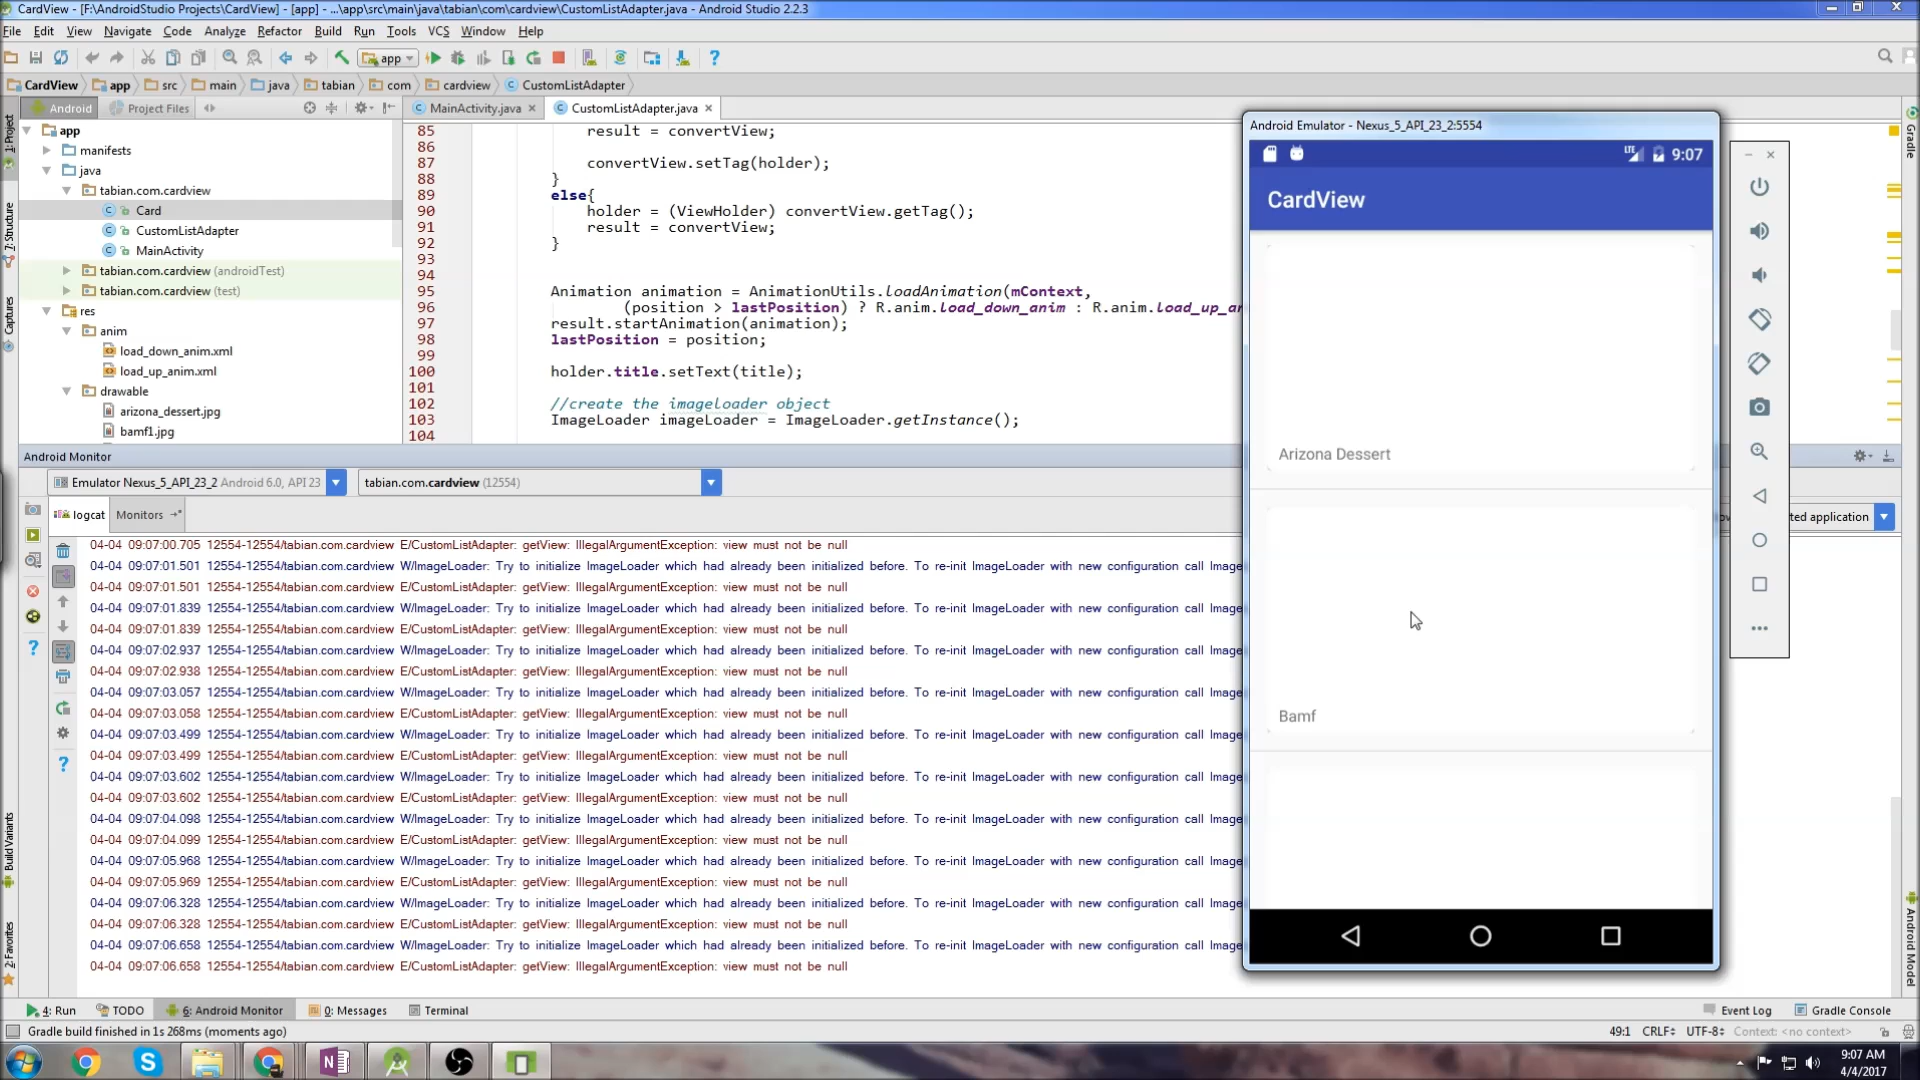 CardView - [F:\AndroidStudio Projects\CardView] - [app] - ...\app\src\main\java\tabian\com\cardview\CustomListAdapter.java - Android Studio 2.2.3
File Edit View Navigate Code Analyze Refactor Build Run Tools VCS Window Help
app
CardView app src main java tabian com cardview CustomListAdapter
Android Project Files MainActivity.java CustomListAdapter.java
1: Project
7: Structure
Captures
Build Variants
2: Favorites
Gradle
Android Model
app
manifests
java
tabian.com.cardview
Card
CustomListAdapter
MainActivity
tabian.com.cardview (androidTest)
tabian.com.cardview (test)
res
anim
load_down_anim.xml
load_up_anim.xml
drawable
arizona_dessert.jpg
bamf1.jpg
85 result = convertView;
86
87 convertView.setTag(holder);
88 }
89 else{
90 holder = (ViewHolder) convertView.getTag();
91 result = convertView;
92 }
93
94
95 Animation animation = AnimationUtils.loadAnimation(mContext,
96 (position > lastPosition) ? R.anim.load_down_anim : R.anim.load_up_an
97 result.startAnimation(animation);
98 lastPosition = position;
99
100 holder.title.setText(title);
101
102 //create the imageloader object
103 ImageLoader imageLoader = ImageLoader.getInstance();
104
Android Monitor
Emulator Nexus_5_API_23_2 Android 6.0, API 23 tabian.com.cardview (12554)
logcat Monitors
ted application
04-04 09:07:00.705 12554-12554/tabian.com.cardview E/CustomListAdapter: getView: IllegalArgumentException: view must not be null
04-04 09:07:01.501 12554-12554/tabian.com.cardview W/ImageLoader: Try to initialize ImageLoader which had already been initialized before. To re-init ImageLoader with new configuration call Image
04-04 09:07:01.501 12554-12554/tabian.com.cardview E/CustomListAdapter: getView: IllegalArgumentException: view must not be null
04-04 09:07:01.839 12554-12554/tabian.com.cardview W/ImageLoader: Try to initialize ImageLoader which had already been initialized before. To re-init ImageLoader with new configuration call Image
04-04 09:07:01.839 12554-12554/tabian.com.cardview E/CustomListAdapter: getView: IllegalArgumentException: view must not be null
04-04 09:07:02.937 12554-12554/tabian.com.cardview W/ImageLoader: Try to initialize ImageLoader which had already been initialized before. To re-init ImageLoader with new configuration call Image
04-04 09:07:02.938 12554-12554/tabian.com.cardview E/CustomListAdapter: getView: IllegalArgumentException: view must not be null
04-04 09:07:03.057 12554-12554/tabian.com.cardview W/ImageLoader: Try to initialize ImageLoader which had already been initialized before. To re-init ImageLoader with new configuration call Image
04-04 09:07:03.058 12554-12554/tabian.com.cardview E/CustomListAdapter: getView: IllegalArgumentException: view must not be null
04-04 09:07:03.499 12554-12554/tabian.com.cardview W/ImageLoader: Try to initialize ImageLoader which had already been initialized before. To re-init ImageLoader with new configuration call Image
04-04 09:07:03.499 12554-12554/tabian.com.cardview E/CustomListAdapter: getView: IllegalArgumentException: view must not be null
04-04 09:07:03.602 12554-12554/tabian.com.cardview W/ImageLoader: Try to initialize ImageLoader which had already been initialized before. To re-init ImageLoader with new configuration call Image
04-04 09:07:03.602 12554-12554/tabian.com.cardview E/CustomListAdapter: getView: IllegalArgumentException: view must not be null
04-04 09:07:04.098 12554-12554/tabian.com.cardview W/ImageLoader: Try to initialize ImageLoader which had already been initialized before. To re-init ImageLoader with new configuration call Image
04-04 09:07:04.099 12554-12554/tabian.com.cardview E/CustomListAdapter: getView: IllegalArgumentException: view must not be null
04-04 09:07:05.968 12554-12554/tabian.com.cardview W/ImageLoader: Try to initialize ImageLoader which had already been initialized before. To re-init ImageLoader with new configuration call Image
04-04 09:07:05.969 12554-12554/tabian.com.cardview E/CustomListAdapter: getView: IllegalArgumentException: view must not be null
04-04 09:07:06.328 12554-12554/tabian.com.cardview W/ImageLoader: Try to initialize ImageLoader which had already been initialized before. To re-init ImageLoader with new configuration call Image
04-04 09:07:06.328 12554-12554/tabian.com.cardview E/CustomListAdapter: getView: IllegalArgumentException: view must not be null
04-04 09:07:06.658 12554-12554/tabian.com.cardview W/ImageLoader: Try to initialize ImageLoader which had already been initialized before. To re-init ImageLoader with new configuration call Image
04-04 09:07:06.658 12554-12554/tabian.com.cardview E/CustomListAdapter: getView: IllegalArgumentException: view must not be null
Android Emulator - Nexus_5_API_23_2:5554
LTE 9:07
CardView
Arizona Dessert
Bamf
4: Run TODO 6: Android Monitor 0: Messages Terminal Event Log Gradle Console
Gradle build finished in 1s 268ms (moments ago) 49:1 CRLF UTF-8 Context: <no context>
9:07 AM
4/4/2017